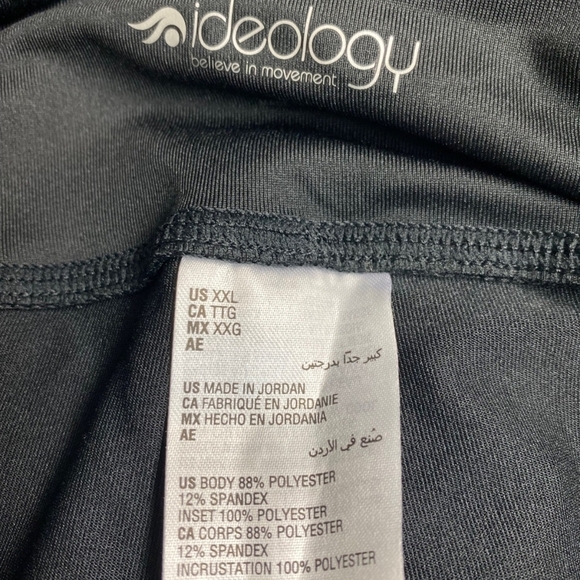 ideology
believe in movement.
US XXL
CA TTG
MX XXG
AE
كبير جدًا بدرجتين
US MADE IN JORDAN
CA FABRIQUÉ EN JORDANIE
MX HECHO EN JORDANIA
AE
صُنع في الأردن
US BODY 88% POLYESTER
12% SPANDEX
INSET 100% POLYESTER
CA CORPS 88% POLYESTER
12% SPANDEX
INCRUSTATION 100% POLYESTER